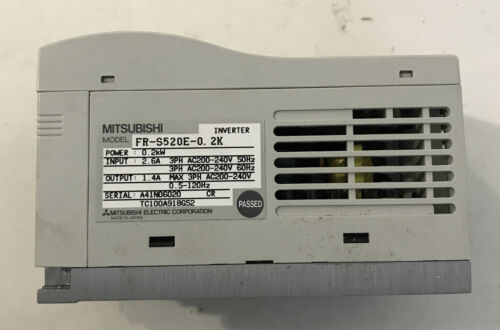 MITSUBISHI INVERTER
MODEL FR-S520E-0.2K
POWER : 0.2kW
INPUT : 2.6A 3PH AC200-240V 50Hz
3PH AC200-240V 60Hz
OUTPUT: 1.4A MAX 3PH AC200-240V
0.5-120Hz
SERIAL: A41N06020 CR
TC100A918G52
MITSUBISHI ELECTRIC CORPORATION
MADE IN JAPAN
PASSED